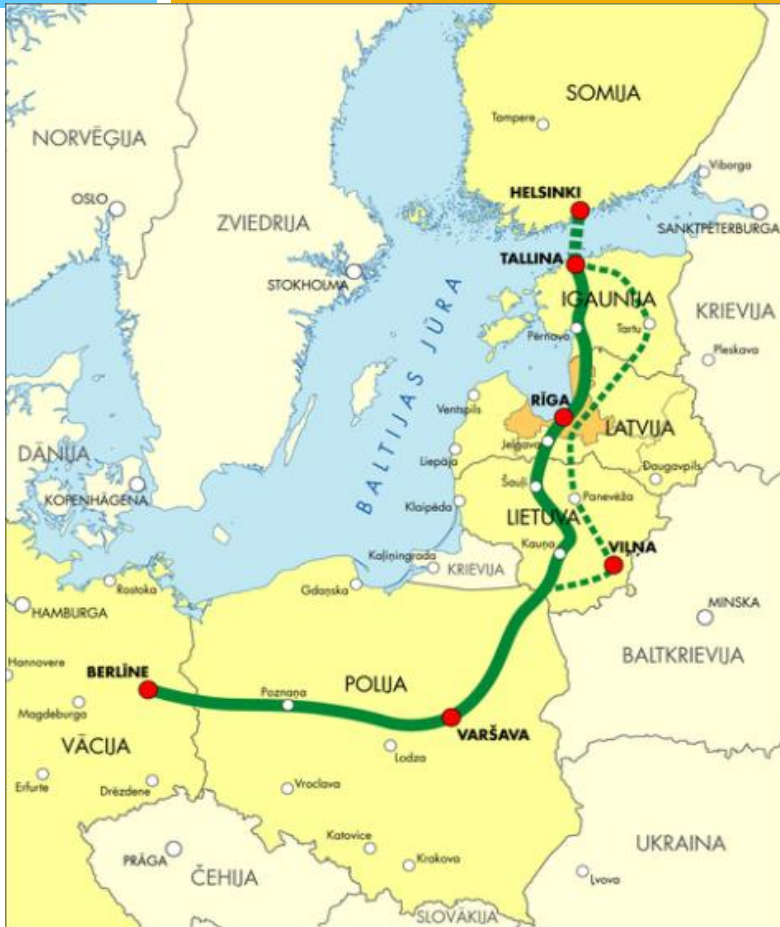 SOMIJA
Tampere
NORVĒĢIJA
Viborga
HELSINKI
OSLO
ZVIEDRIJA
SANKTPĒTERBURGA
TALLINA
STOKHOLMA
IGAUNIJA
KRIEVIJA
Pērnava
Tartu
Pleskava
BALTIJAS JŪRA
RĪGA
Ventspils
LATVIJA
Jelgava
DĀNIJA
Liepāja
Daugavpils
KOPENHĀGENA
Šauļi
Klaipēda
Panevēža
LIETUVA
Kauņa
VIĻŅA
Kaļiņingrada
KRIEVIJA
Rostoka
Gdaņska
HAMBURGA
MINSKA
Hannovere
BALTKRIEVIJA
BERLĪNE
POLIJA
Poznaņa
Magdeburga
VARŠAVA
VĀCIJA
Lodza
Erfurte
Drēzdene
Vroclava
UKRAINA
Katovice
PRĀGA
Krakova
ČEHIJA
Ļvova
SLOVĀKIJA